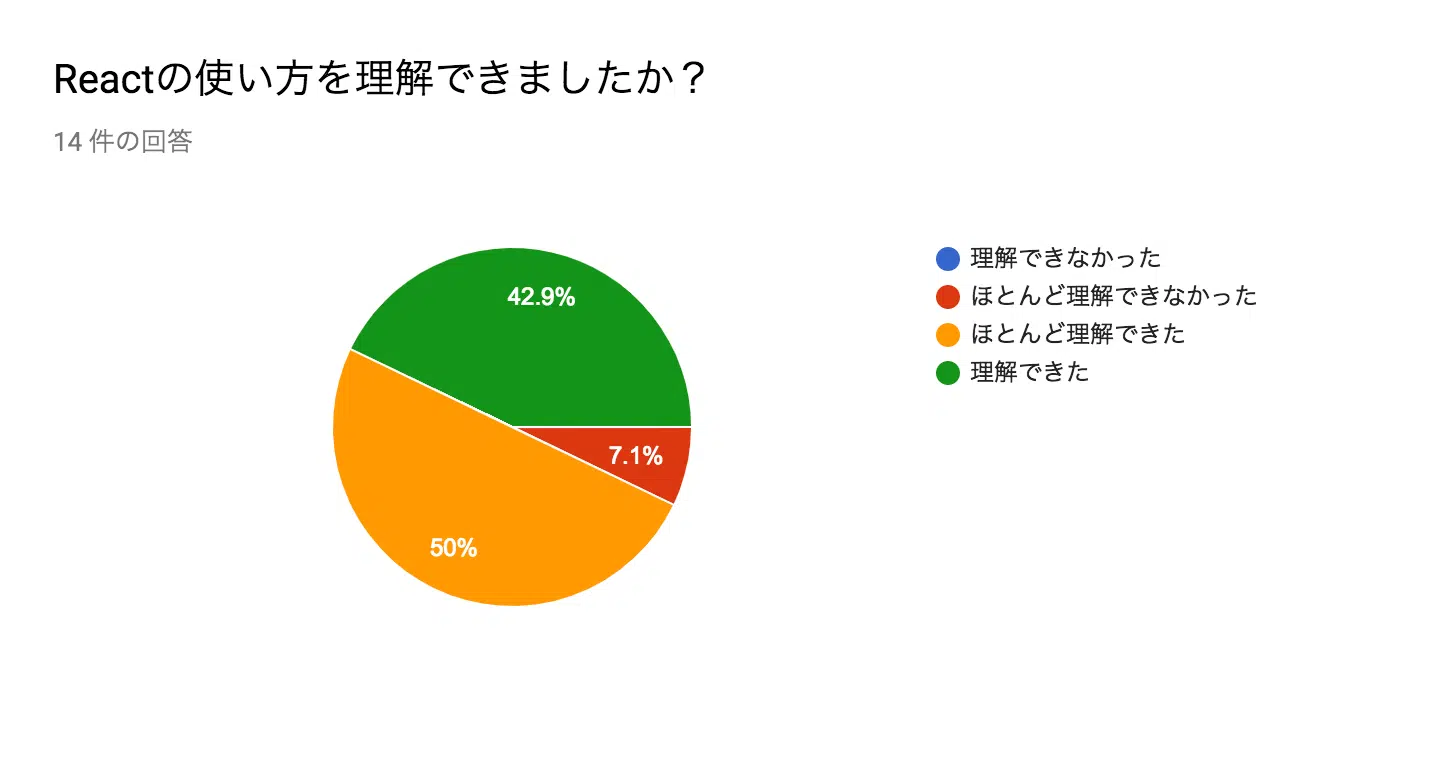 Reactの使い方を理解できましたか？
14 件の回答
42.9%
7.1%
50%
理解できなかった
ほとんど理解できなかった
ほとんど理解できた
理解できた